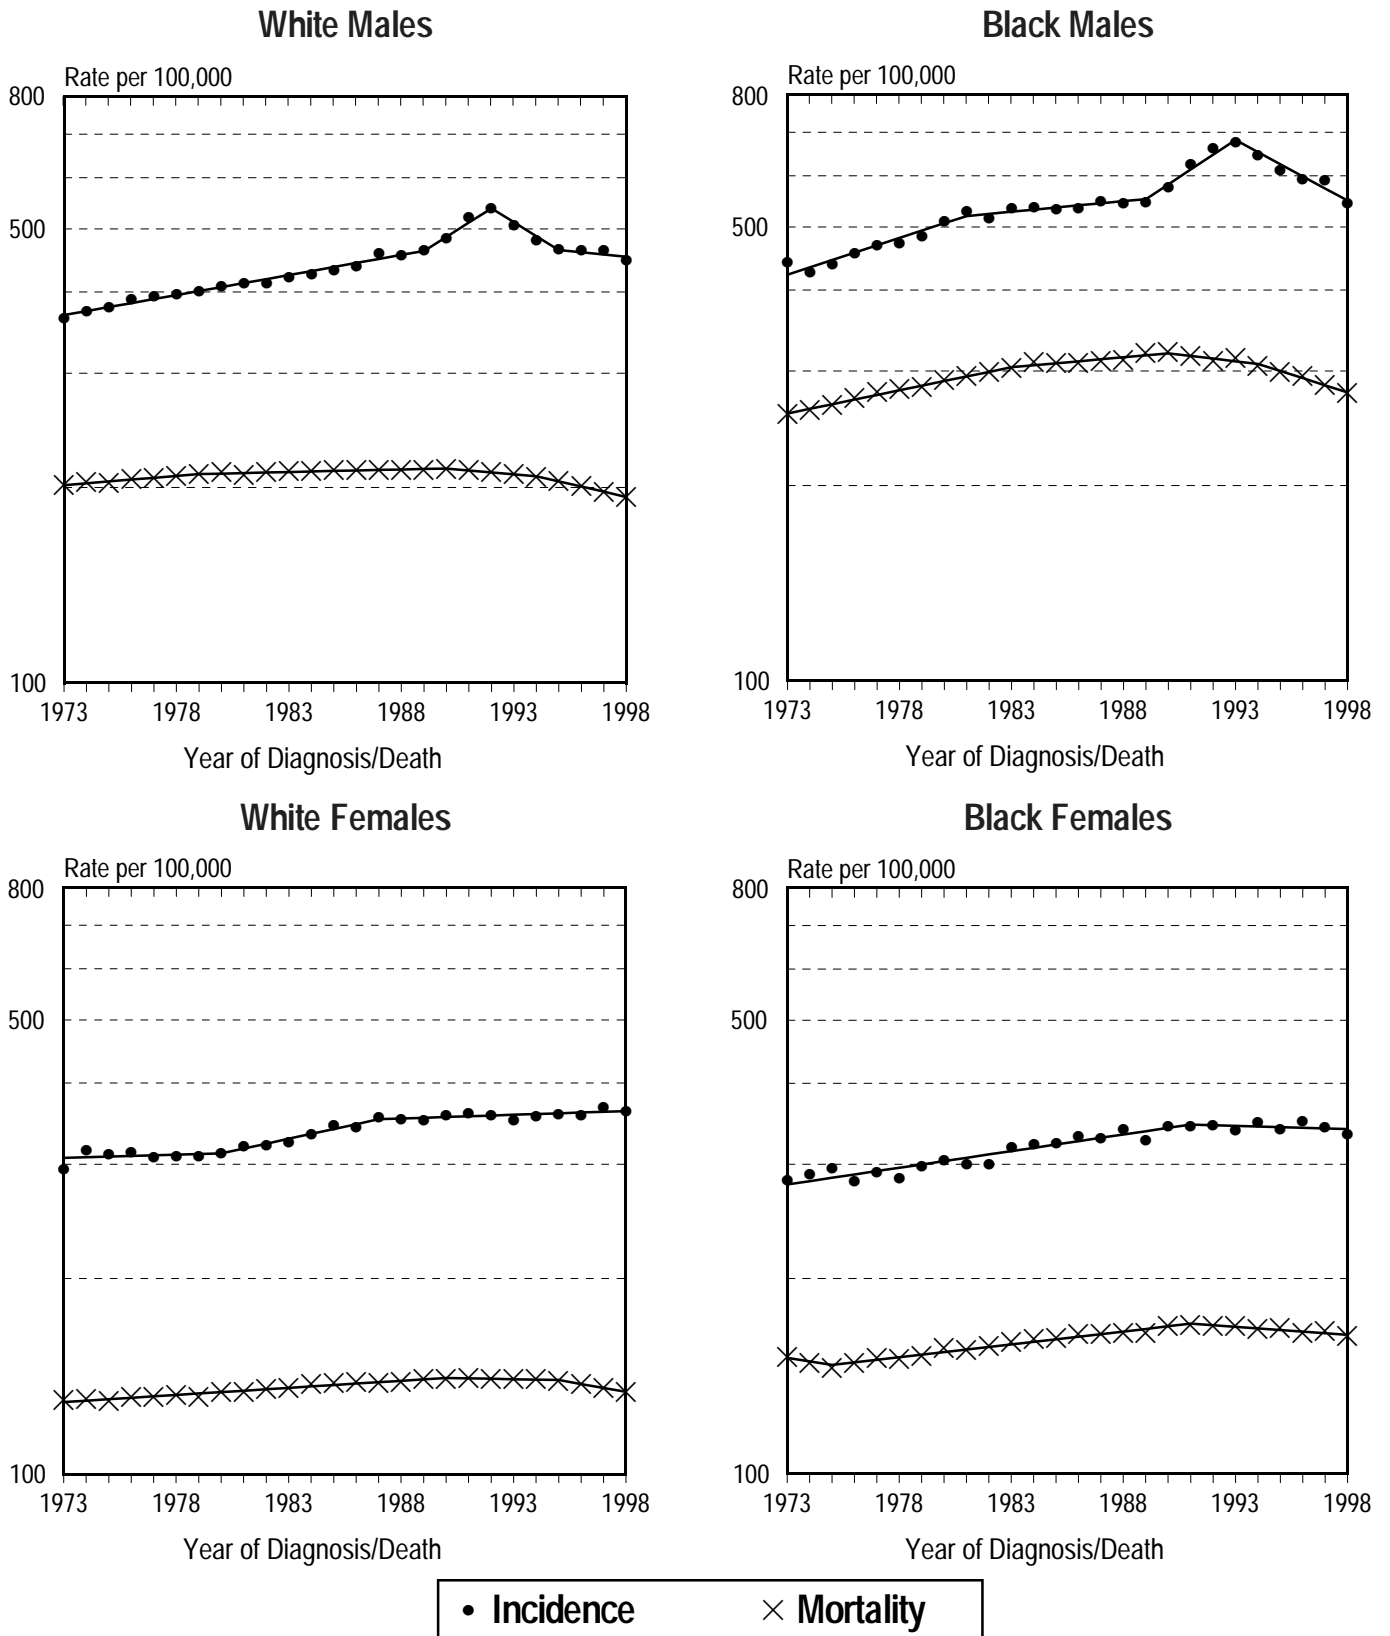 White Males
Rate per 100,000
800
500
100
1973 1978 1983 1988 1993 1998
Year of Diagnosis/Death
Black Males
Rate per 100,000
800
500
100
1973 1978 1983 1988 1993 1998
Year of Diagnosis/Death
White Females
Rate per 100,000
800
500
100
1973 1978 1983 1988 1993 1998
Year of Diagnosis/Death
Black Females
Rate per 100,000
800
500
100
1973 1978 1983 1988 1993 1998
Year of Diagnosis/Death
Incidence Mortality